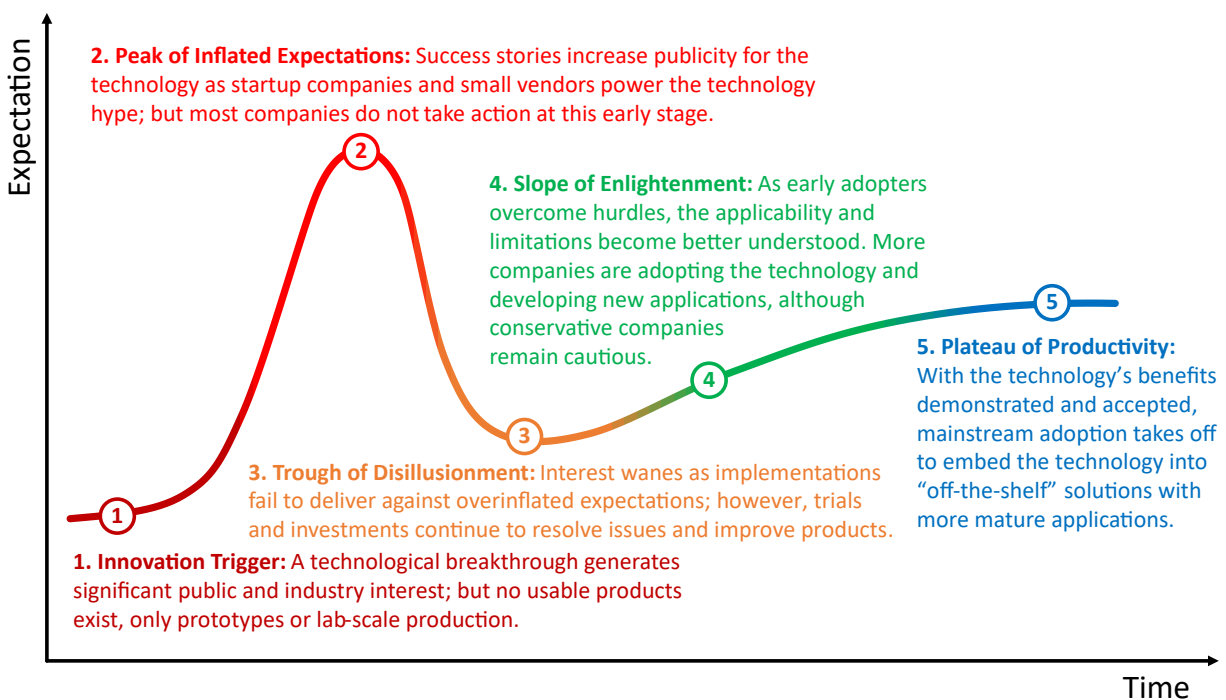 Expectation
2. Peak of Inflated Expectations: Success stories increase publicity for the
technology as startup companies and small vendors power the technology
hype; but most companies do not take action at this early stage.
2
4. Slope of Enlightenment: As early adopters
overcome hurdles, the applicability and
limitations become better understood. More
companies are adopting the technology and
developing new applications, although
conservative companies
remain cautious.
5
4
5. Plateau of Productivity:
With the technology’s benefits
demonstrated and accepted,
mainstream adoption takes off
to embed the technology into
“off-the-shelf” solutions with
more mature applications.
3
3. Trough of Disillusionment: Interest wanes as implementations
fail to deliver against overinflated expectations; however, trials
and investments continue to resolve issues and improve products.
1
1. Innovation Trigger: A technological breakthrough generates
significant public and industry interest; but no usable products
exist, only prototypes or lab-scale production.
Time